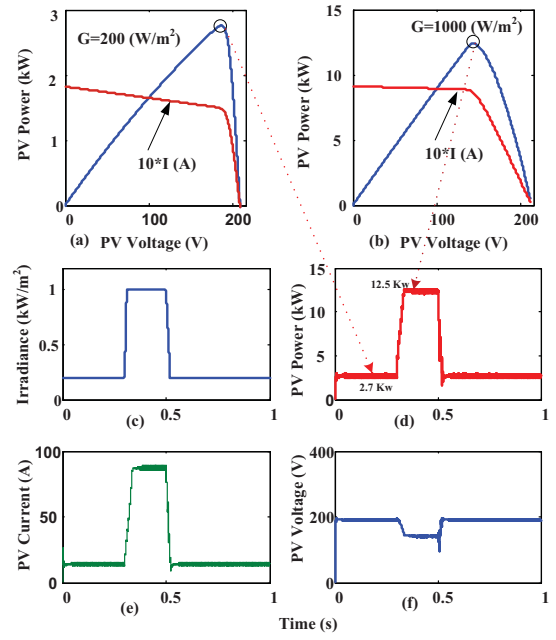 G=200 (W/m²)
G=1000 (W/m²)
3
2
1
0
PV Power (kW)
10*I (A)
0
100
200
(a)
PV Voltage (V)
15
10
5
0
PV Power (kW)
10*I (A)
0
100
200
(b)
PV Voltage (V)
1
0.5
0
Irradiance (kW/m²)
(c)
0
0.5
1
15
10
5
0
PV Power (kW)
12.5 Kw
2.7 Kw
(d)
0
0.5
1
100
50
0
PV Current (A)
0
0.5
1
(e)
400
200
0
PV Voltage (V)
0
0.5
1
(f)
Time (s)